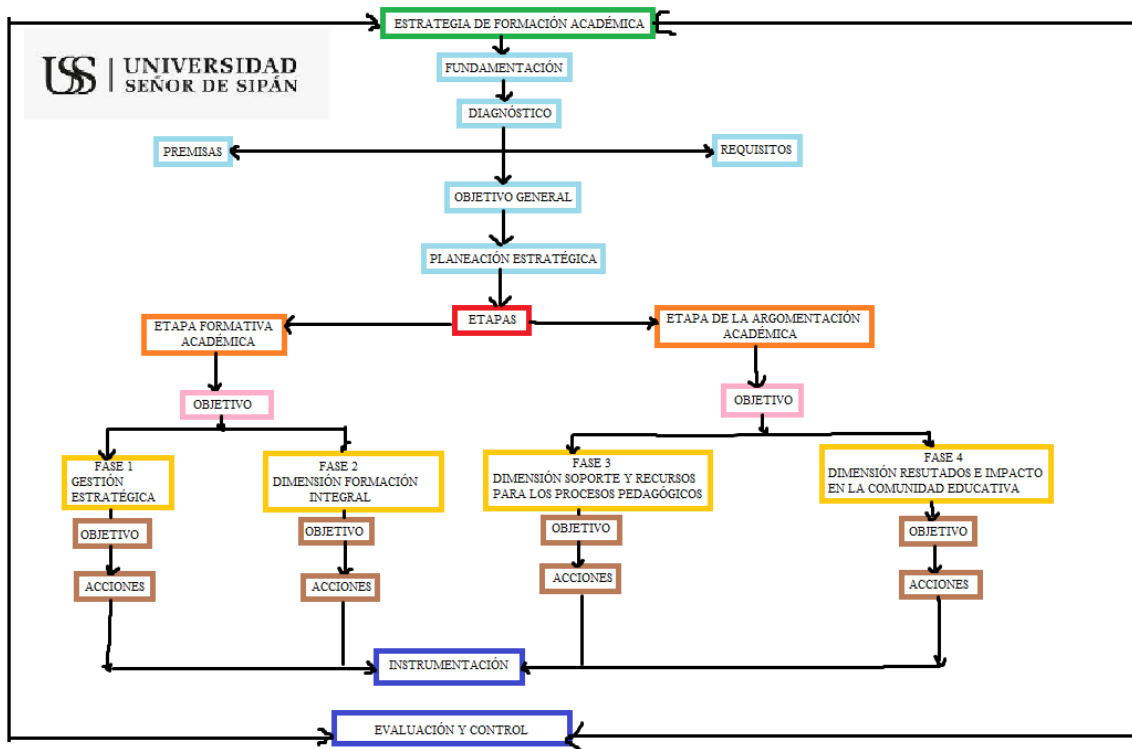 ESTRATEGIA DE FORMACIÓN ACADÉMICA
USS | UNIVERSIDAD
SEÑOR DE SIPÁN
FUNDAMENTACIÓN
DIAGNÓSTICO
PREMISAS
REQUISITOS
OBJETIVO GENERAL
PLANEACIÓN ESTRATÉGICA
ETAPAS
ETAPA FORMATIVA
ACADÉMICA
ETAPA DE LA ARGOMENTACIÓN
ACADÉMICA
OBJETIVO
OBJETIVO
FASE 1
GESTIÓN
ESTRATÉGICA
FASE 2
DIMENSIÓN FORMACIÓN
INTEGRAL
FASE 3
DIMENSIÓN SOPORTE Y RECURSOS
PARA LOS PROCESOS PEDAGÓGICOS
FASE 4
DIMENSIÓN RESUTADOS E IMPACTO
EN LA COMUNIDAD EDUCATIVA
OBJETIVO
OBJETIVO
OBJETIVO
OBJETIVO
ACCIONES
ACCIONES
ACCIONES
ACCIONES
INSTRUMENTACIÓN
EVALUACIÓN Y CONTROL